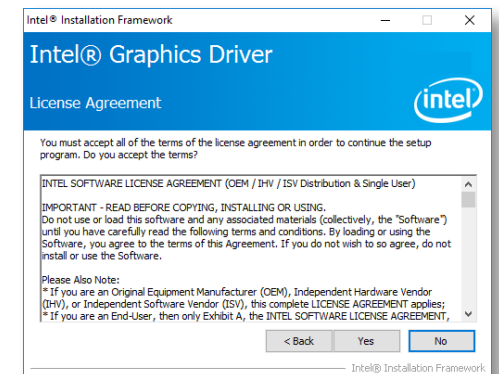 Intel® Installation Framework
Intel® Graphics Driver
License Agreement
intel
You must accept all of the terms of the license agreement in order to continue the setup
program. Do you accept the terms?
INTEL SOFTWARE LICENSE AGREEMENT (OEM / IHV / ISV Distribution & Single User)
IMPORTANT - READ BEFORE COPYING, INSTALLING OR USING.
Do not use or load this software and any associated materials (collectively, the "Software")
until you have carefully read the following terms and conditions. By loading or using the
Software, you agree to the terms of this Agreement. If you do not wish to so agree, do not
install or use the Software.
Please Also Note:
* If you are an Original Equipment Manufacturer (OEM), Independent Hardware Vendor
(IHV), or Independent Software Vendor (ISV), this complete LICENSE AGREEMENT applies;
* If you are an End-User, then only Exhibit A, the INTEL SOFTWARE LICENSE AGREEMENT,
< Back Yes No
Intel® Installation Framework